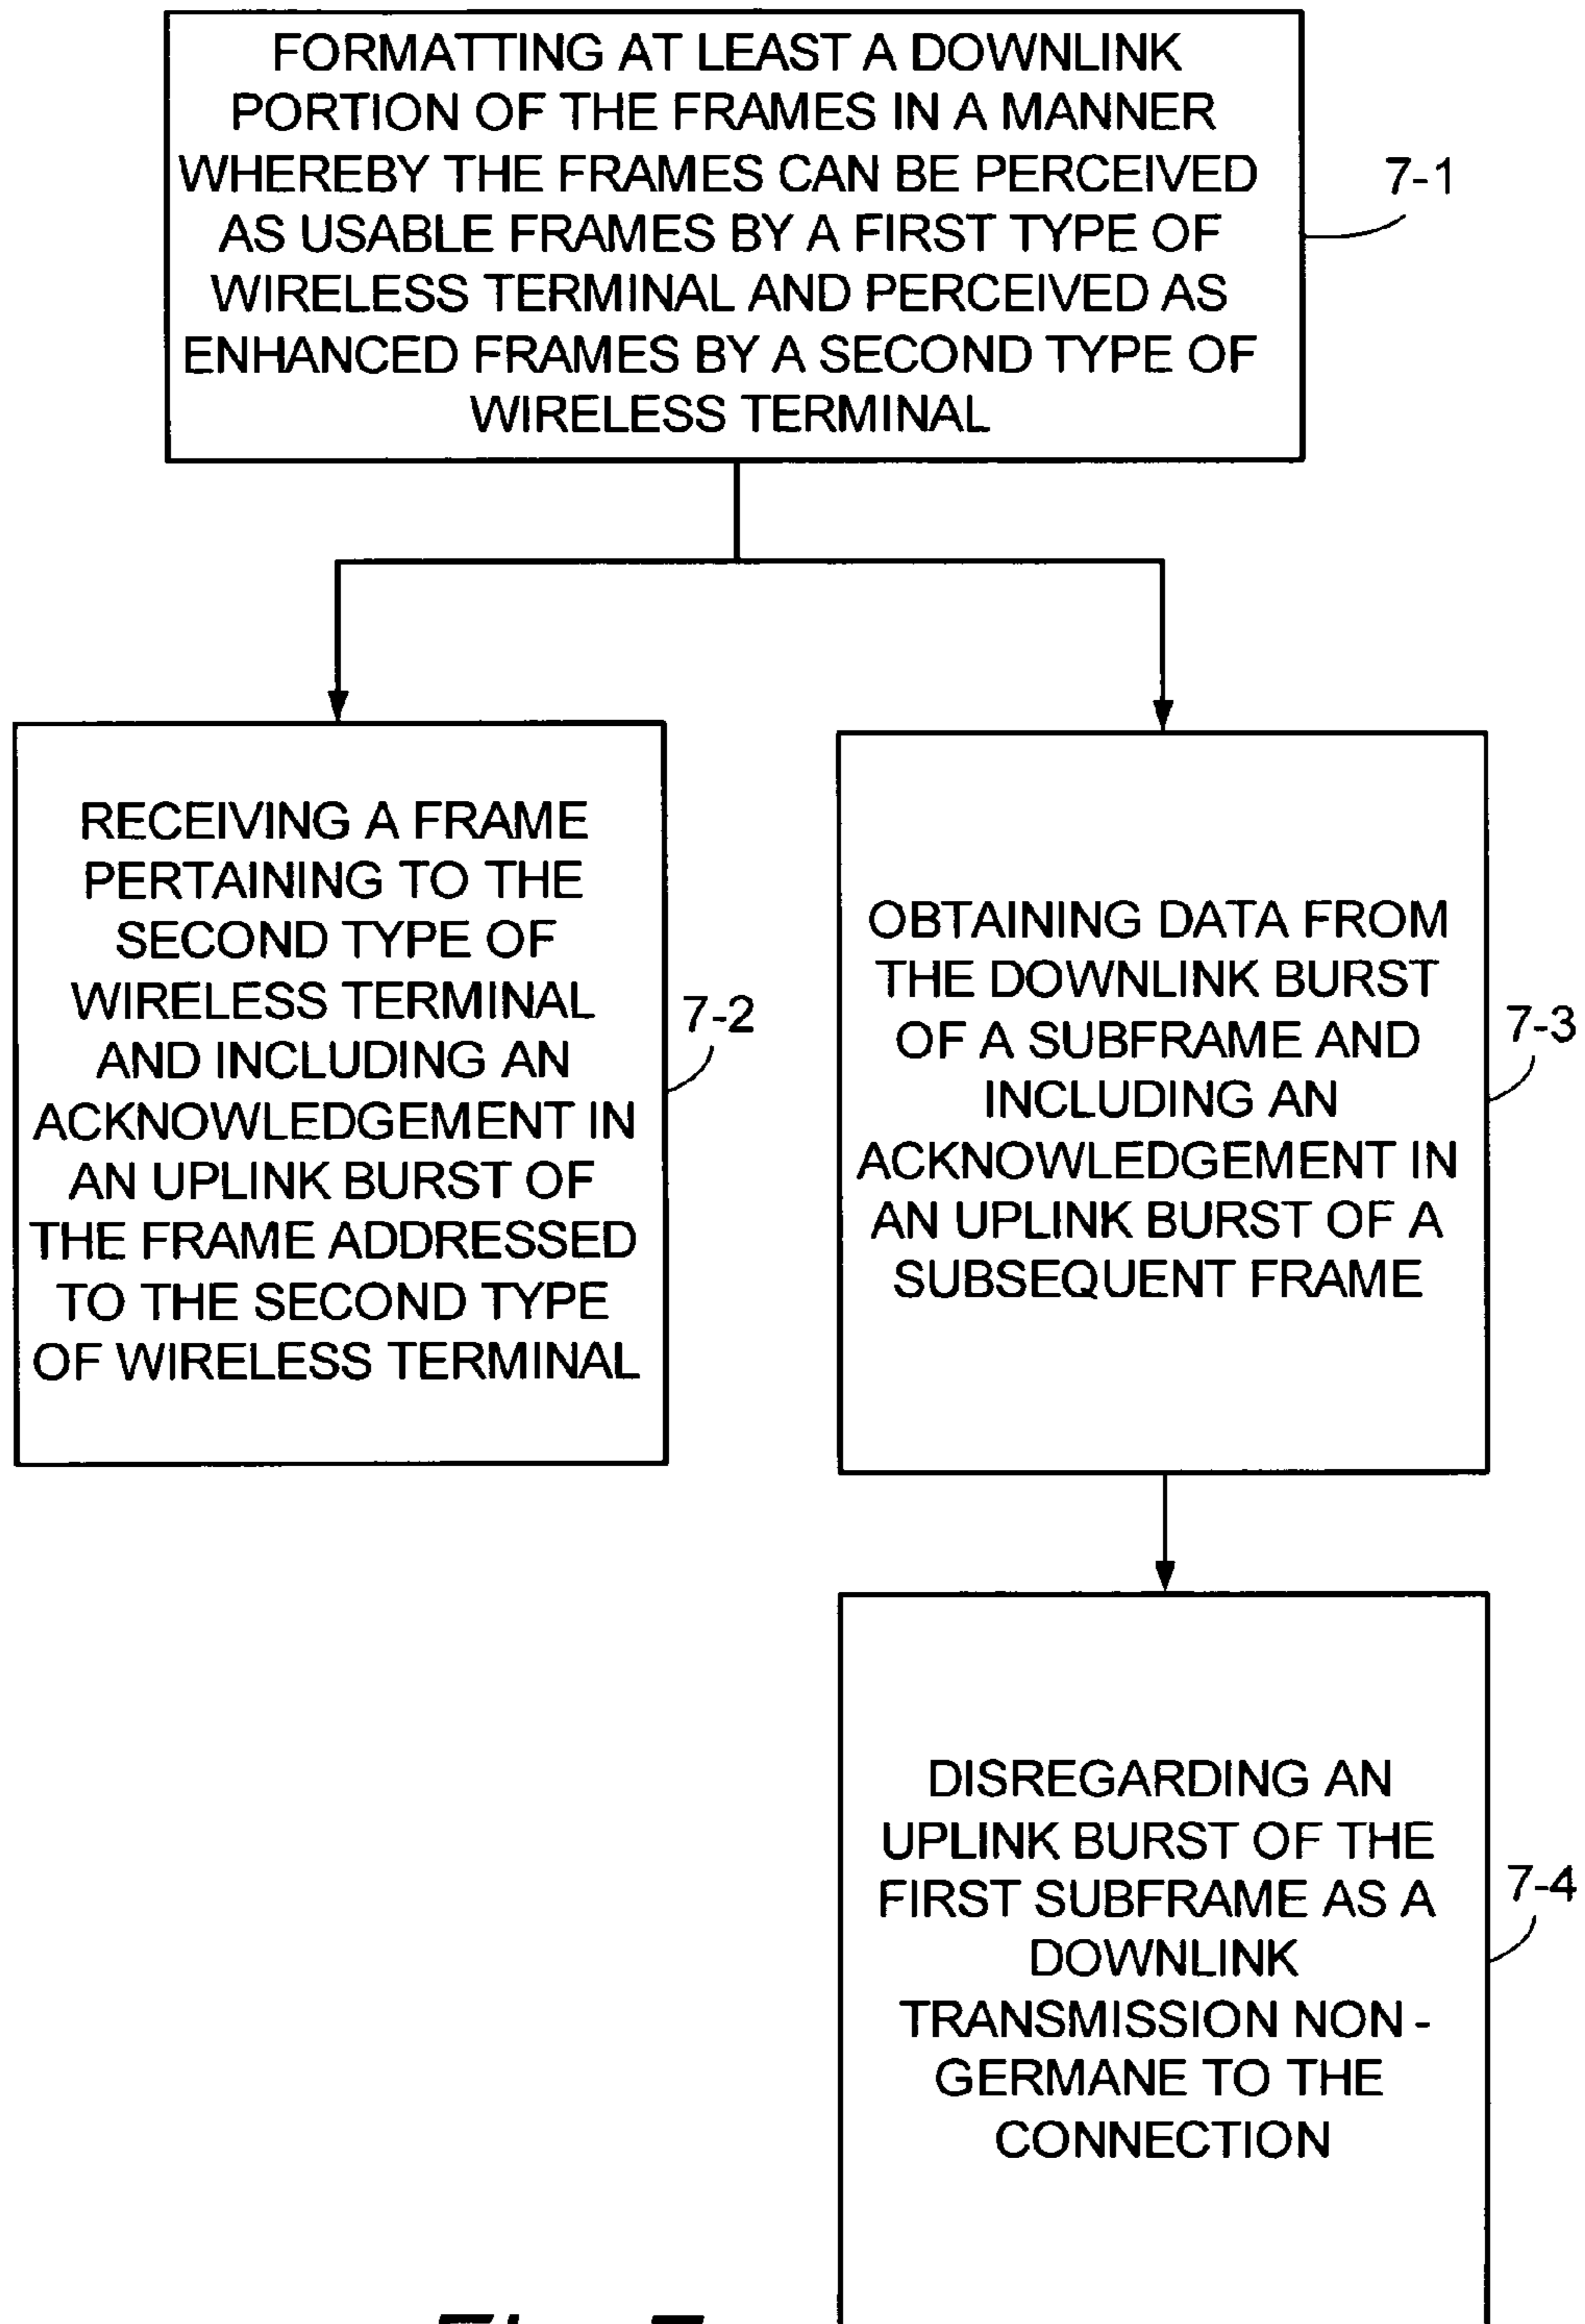 FORMATTING AT LEAST A DOWNLINK
PORTION OF THE FRAMES IN A MANNER
WHEREBY THE FRAMES CAN BE PERCEIVED
AS USABLE FRAMES BY A FIRST TYPE OF
WIRELESS TERMINAL AND PERCEIVED AS
ENHANCED FRAMES BY A SECOND TYPE OF
WIRELESS TERMINAL
7-1
RECEIVING A FRAME
PERTAINING TO THE
SECOND TYPE OF
WIRELESS TERMINAL
AND INCLUDING AN
ACKNOWLEDGEMENT IN
AN UPLINK BURST OF
THE FRAME ADDRESSED
TO THE SECOND TYPE
OF WIRELESS TERMINAL
7-2
OBTAINING DATA FROM
THE DOWNLINK BURST
OF A SUBFRAME AND
INCLUDING AN
ACKNOWLEDGEMENT IN
AN UPLINK BURST OF A
SUBSEQUENT FRAME
7-3
DISREGARDING AN
UPLINK BURST OF THE
FIRST SUBFRAME AS A
DOWNLINK
TRANSMISSION NON -
GERMANE TO THE
CONNECTION
7-4